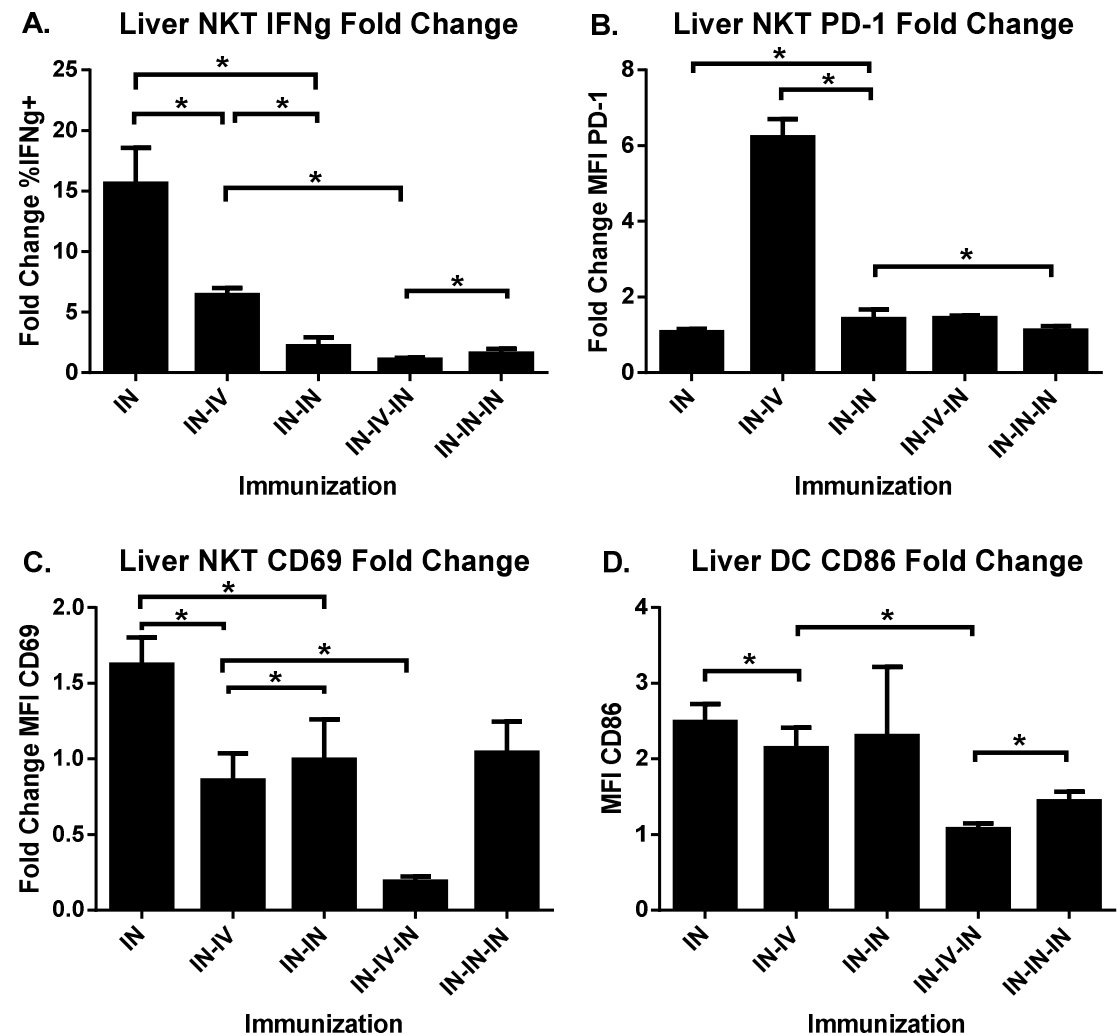 A. Liver NKT IFNg Fold Change
Fold Change %IFNg+
25
20
15
10
5
0
*
* *
*
*
IN
IN-IV
IN-IN
IN-IV-IN
IN-IN-IN
Immunization
B. Liver NKT PD-1 Fold Change
Fold Change MFI PD-1
8
6
4
2
0
*
*
*
IN
IN-IV
IN-IN
IN-IV-IN
IN-IN-IN
Immunization
C. Liver NKT CD69 Fold Change
Fold Change MFI CD69
2.0
1.5
1.0
0.5
0.0
*
*
*
*
IN
IN-IV
IN-IN
IN-IV-IN
IN-IN-IN
Immunization
D. Liver DC CD86 Fold Change
MFI CD86
4
3
2
1
0
*
*
*
IN
IN-IV
IN-IN
IN-IV-IN
IN-IN-IN
Immunization